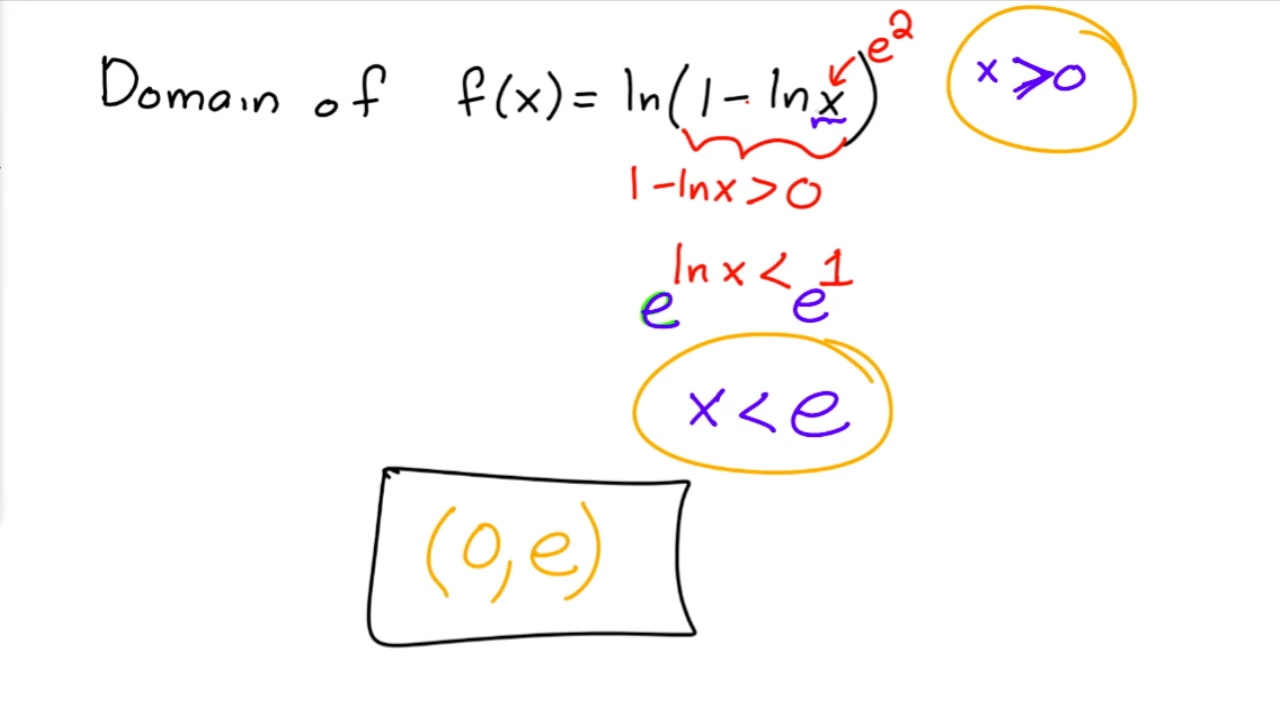 e²
Domain of f(x) = ln(1 - ln x)
x > 0
1 - ln x > 0
ln x < 1
e e
x < e
(0, e)